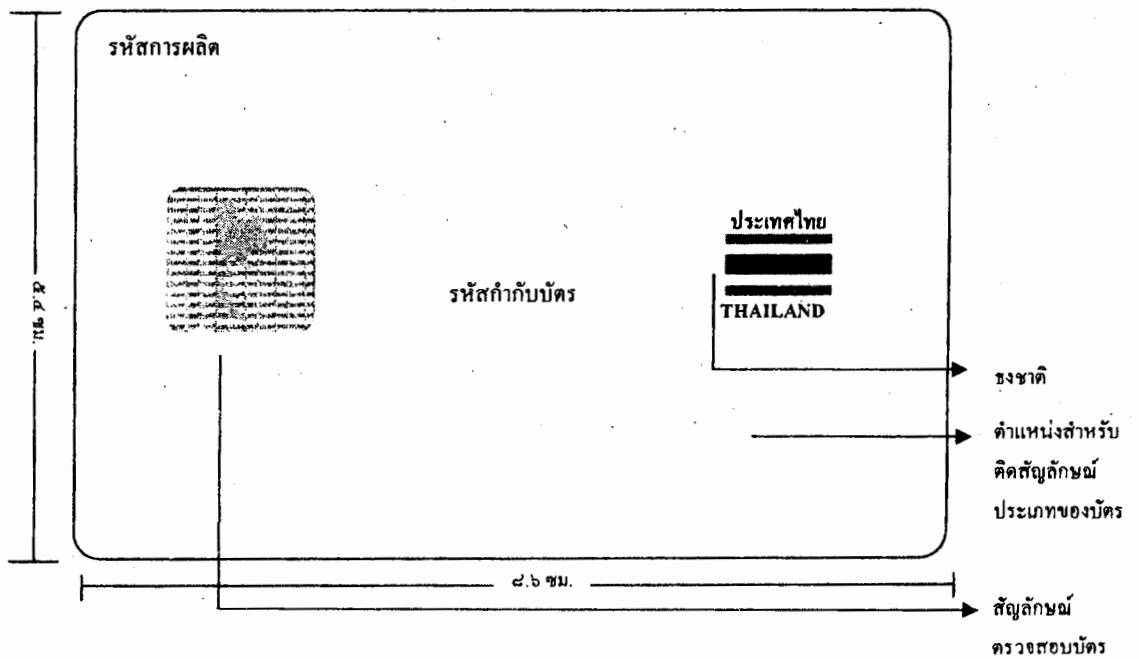 รหัสการผลิต
ประเทศไทย
๕.๔ ซม.
รหัสกำกับบัตร
THAILAND
ธงชาติ
ตำแหน่งสำหรับ
ติดสัญลักษณ์
ประเภทของบัตร
๘.๖ ซม.
สัญลักษณ์
ตรวจสอบบัตร